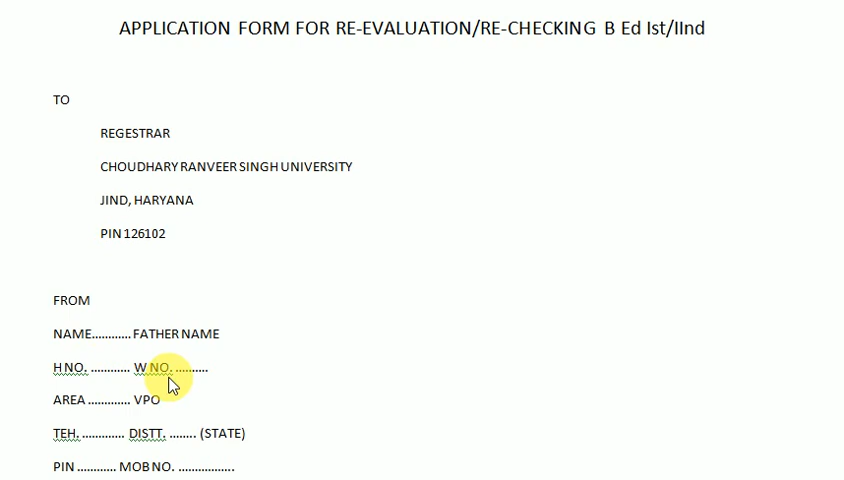 APPLICATION FORM FOR RE-EVALUATION/RE-CHECKING B Ed Ist/IInd
TO
REGESTRAR
CHOUDHARY RANVEER SINGH UNIVERSITY
JIND, HARYANA
PIN 126102
FROM
NAME............ FATHER NAME
H NO. ............ W NO. ..........
AREA ............. VPO
TEH. ............. DISTT. ........ (STATE)
PIN ............ MOB NO. .................